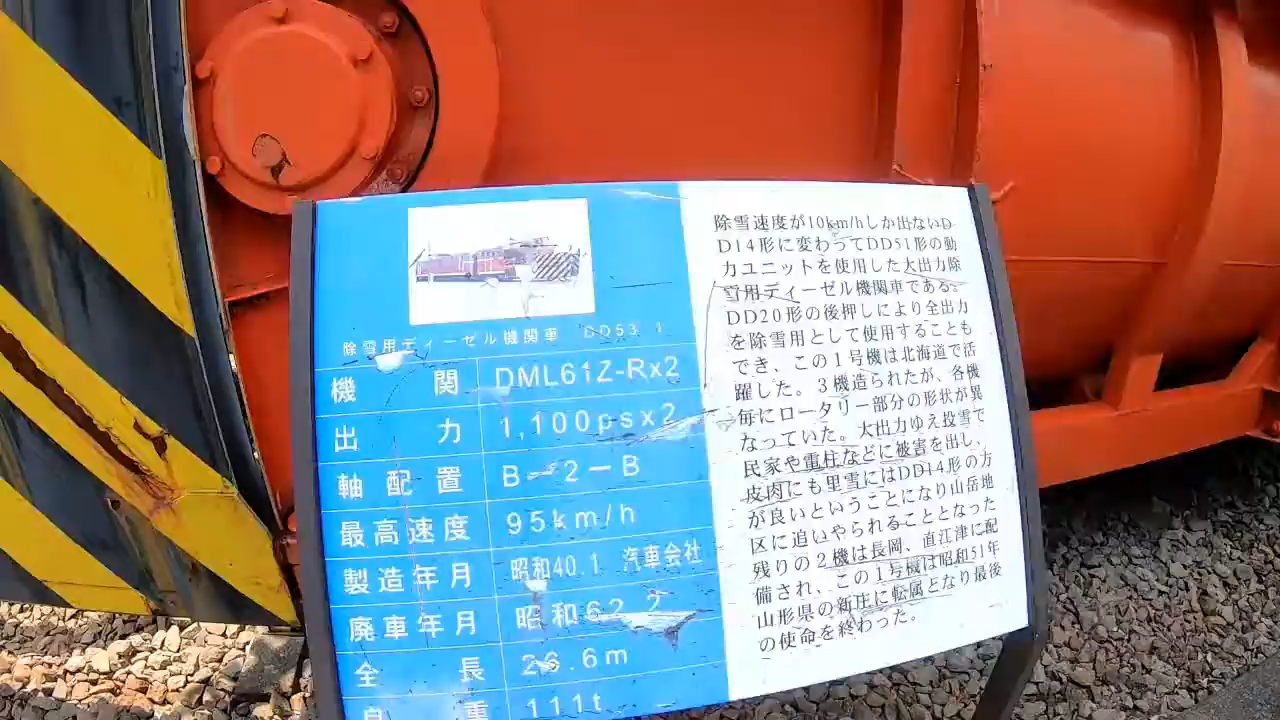 除雪用ディーゼル機関車 DD53 1
機関 DML61Z-Rx2
出力 1,100psx2
軸配置 B－2－B
最高速度 95km/h
製造年月 昭和40.1 汽車会社
廃車年月 昭和62.2
全長 26.6m
自重 111t
除雪速度が10km/hしか出ないD
D14形に変わってDD51形の動
力ユニットを使用した大出力除
雪用ディーゼル機関車である。
DD20形の後押しにより全出力
を除雪用として使用することも
でき、この1号機は北海道で活
躍した。3機造られたが、各機
毎にロータリー部分の形状が異
なっていた。大出力ゆえ投雪で
民家や電柱などに被害を出し、
皮肉にも里雪にはDD14形の方
が良いということになり山岳地
区に追いやられることとなった
残りの2機は長岡、直江津に配
備され、この1号機は昭和51年
山形県の新庄に転属となり最後
の使命を終わった。